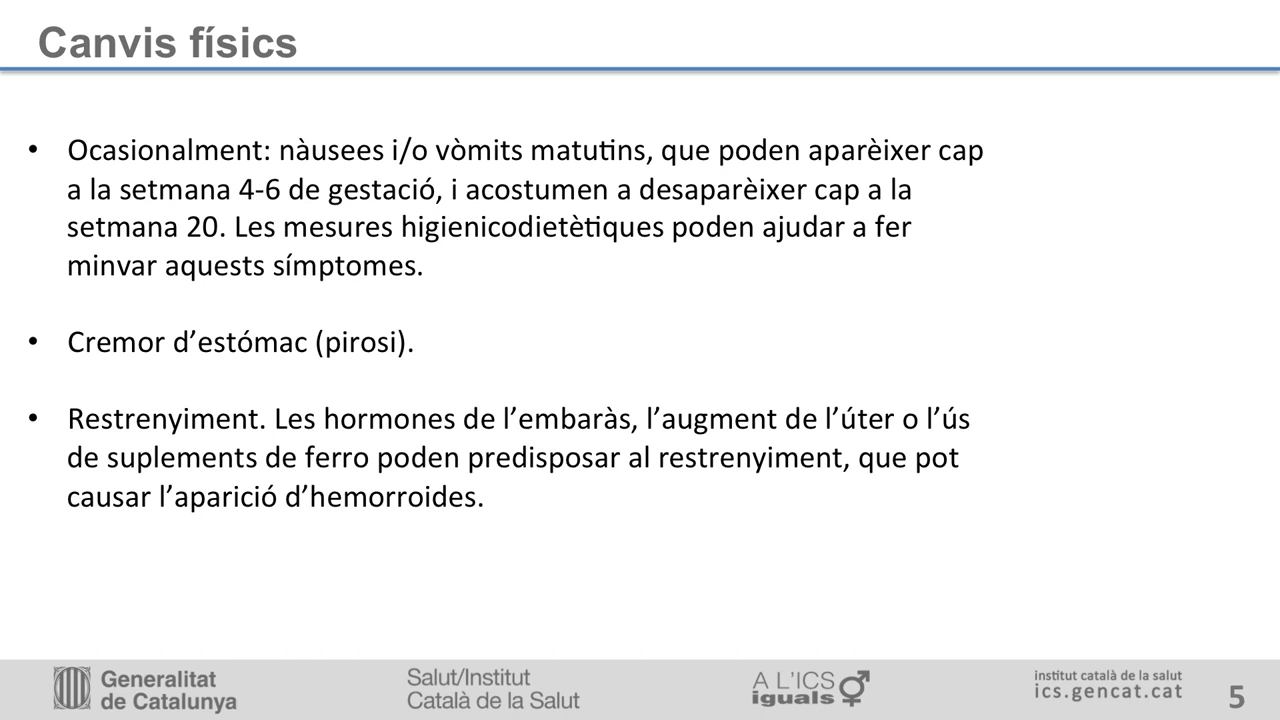 Canvis físics
• Ocasionalment: nàusees i/o vòmits matutins, que poden aparèixer cap
a la setmana 4-6 de gestació, i acostumen a desaparèixer cap a la
setmana 20. Les mesures higienicodietètiques poden ajudar a fer
minvar aquests símptomes.
• Cremor d’estómac (pirosi).
• Restrenyiment. Les hormones de l’embaràs, l’augment de l’úter o l’ús
de suplements de ferro poden predisposar al restrenyiment, que pot
causar l’aparició d’hemorroides.
Generalitat
de Catalunya
Salut/Institut
Català de la Salut
A L'ICS
iguals
institut català de la salut
ics.gencat.cat
5